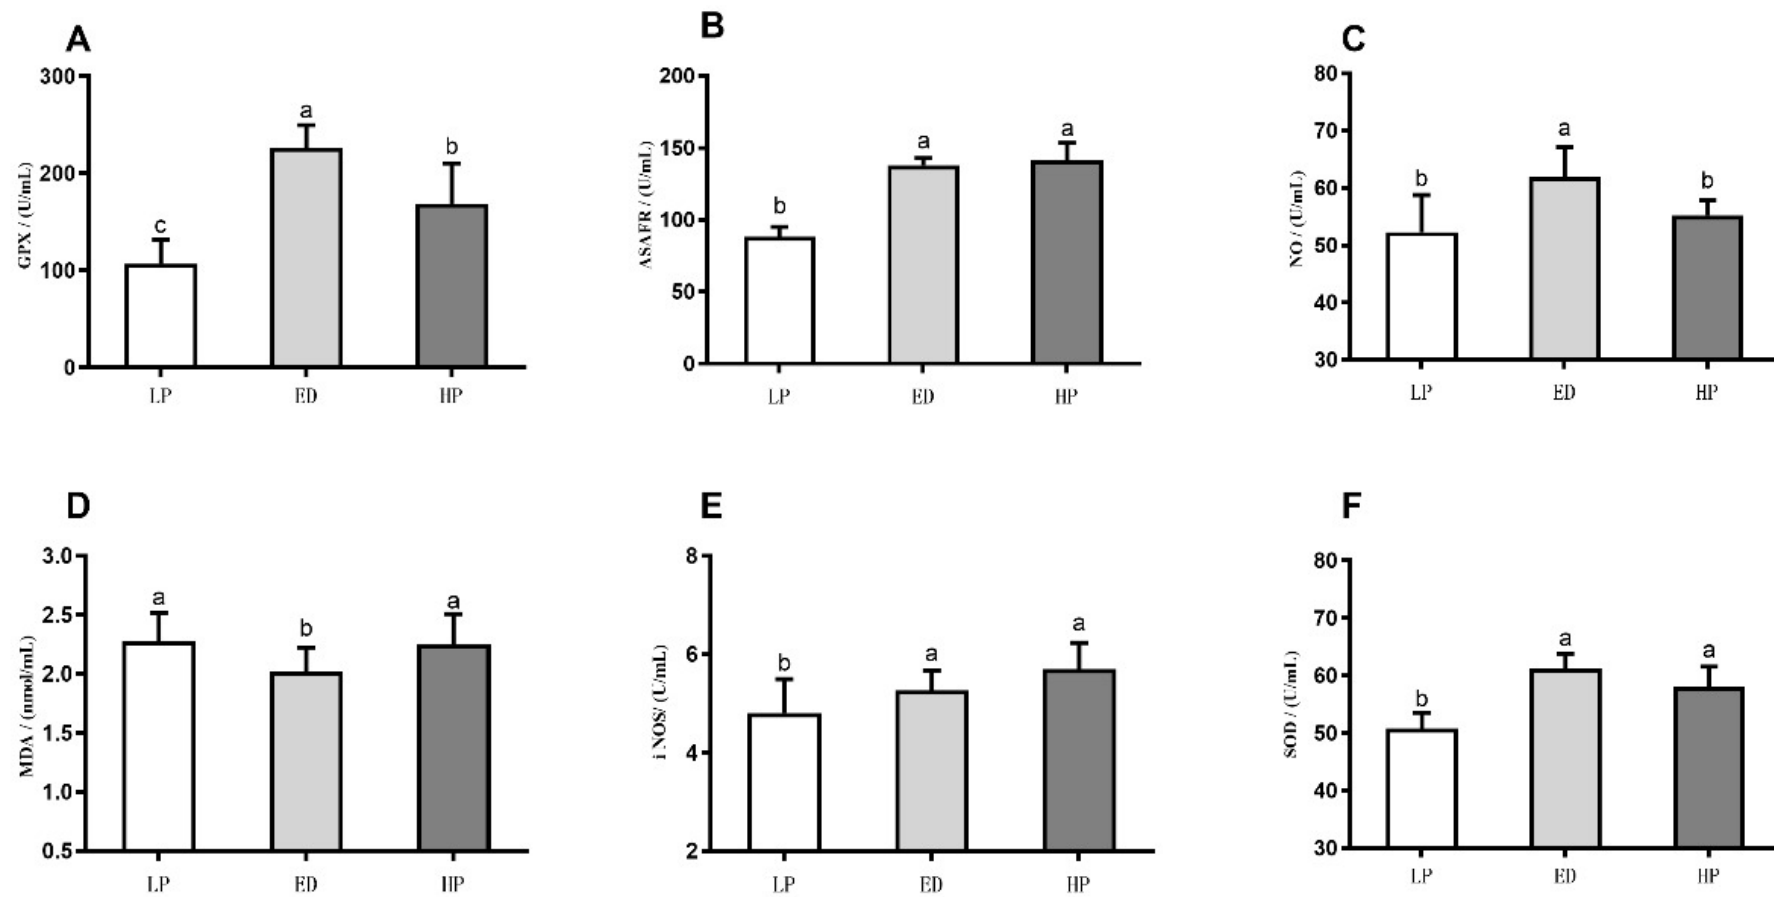 A
GPX / (U/mL)
300
200
100
0
c
a
b
LP ED HP
B
ASAFR / (U/mL)
200
150
100
50
0
b
a
a
LP ED HP
C
NO / (U/mL)
80
70
60
50
40
30
b
a
b
LP ED HP
D
MDA / (nmol/mL)
3.0
2.5
2.0
1.5
1.0
0.5
a
b
a
LP ED HP
E
i NOS/ (U/mL)
8
6
4
2
b
a
a
LP ED HP
F
SOD / (U/mL)
80
70
60
50
40
30
b
a
a
LP ED HP